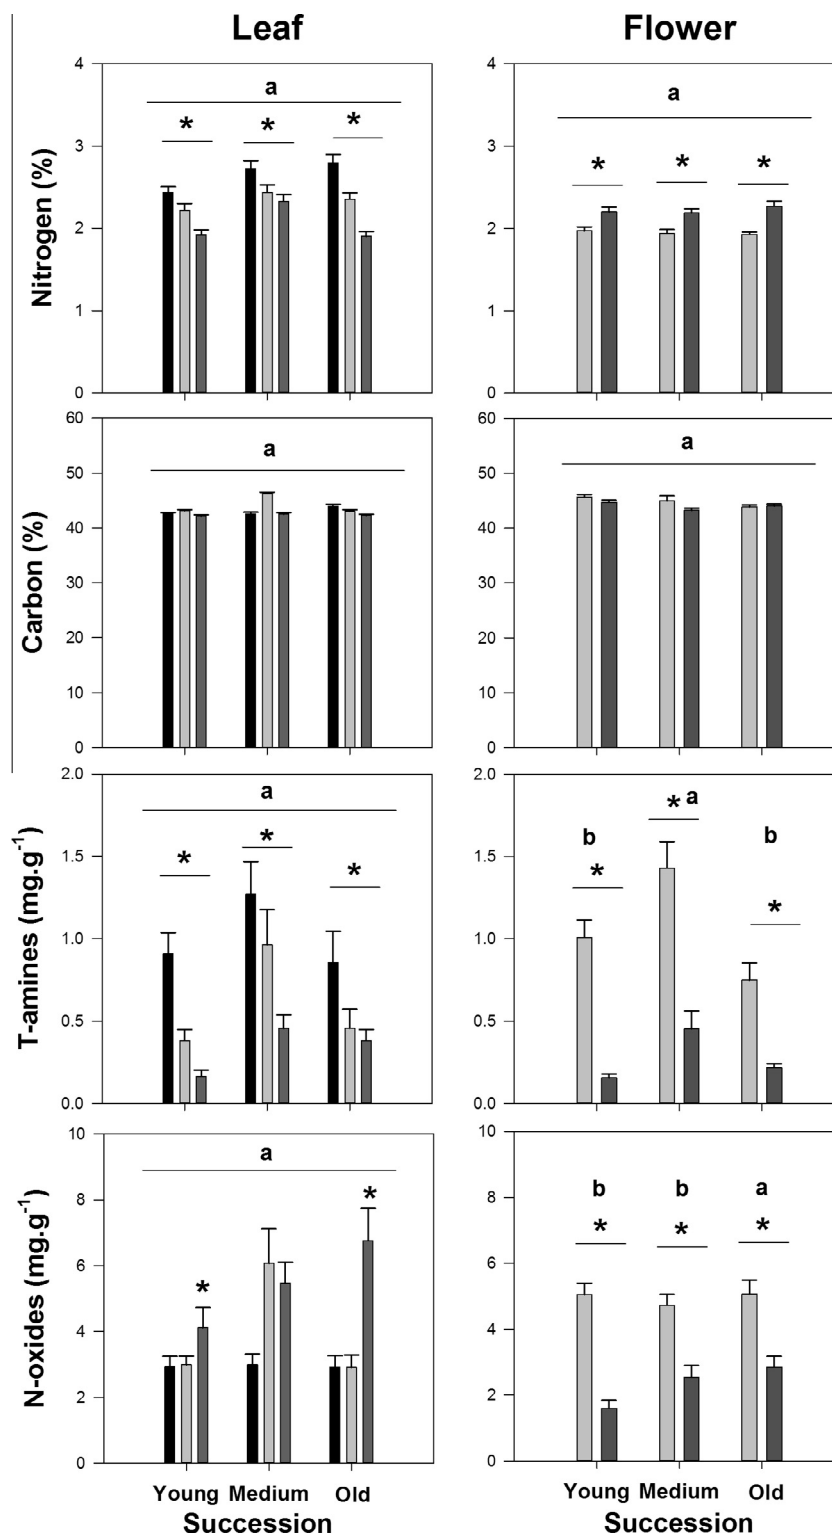 Leaf
Flower
Nitrogen (%)
4
3
2
1
0
a
*
*
*
4
3
2
1
0
a
*
*
*
Carbon (%)
60
50
40
30
20
10
0
a
60
50
40
30
20
10
0
a
T-amines (mg.g-1)
2.0
1.5
1.0
0.5
0.0
a
*
*
*
2.0
1.5
1.0
0.5
0.0
b
*
* a
b
*
N-oxides (mg.g-1)
10
8
6
4
2
0
a
*
*
10
8
6
4
2
0
b
b
a
*
*
*
Young Medium Old
Succession
Young Medium Old
Succession